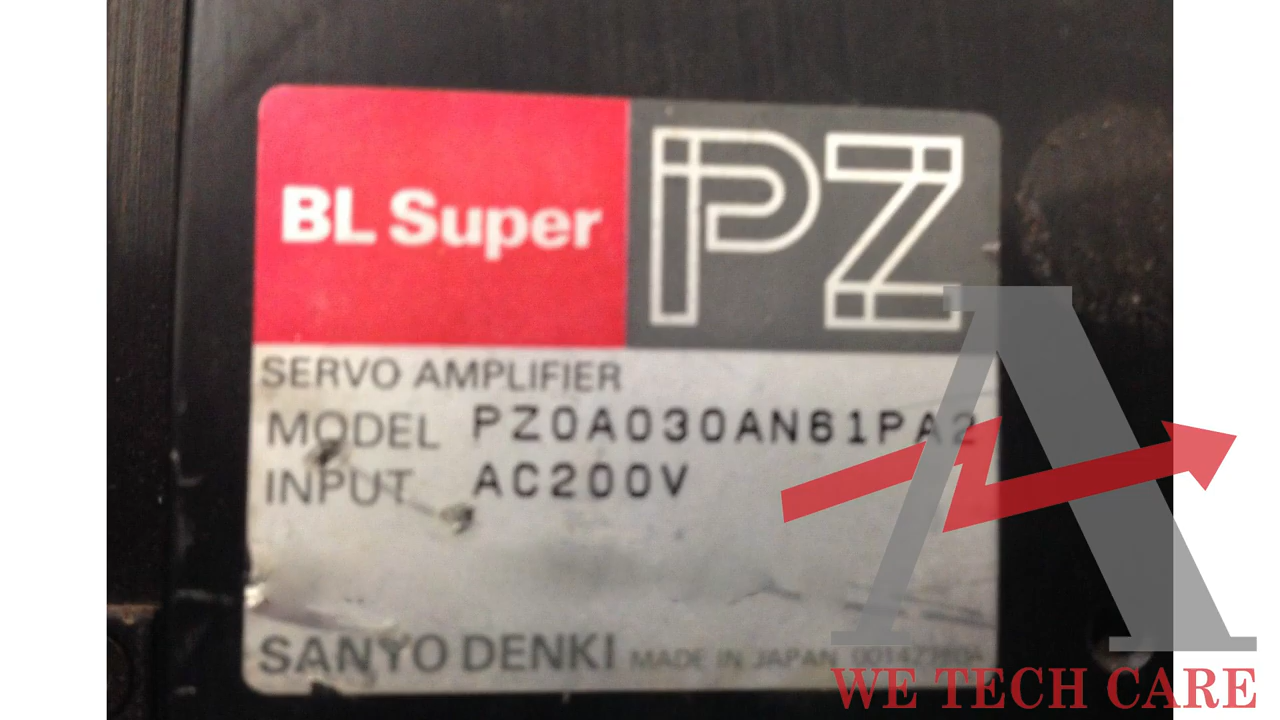 BL Super PZ
SERVO AMPLIFIER
MODEL PZ0A030AN61PA2
INPUT AC200V
SANYO DENKI MADE IN JAPAN
WE TECH CARE